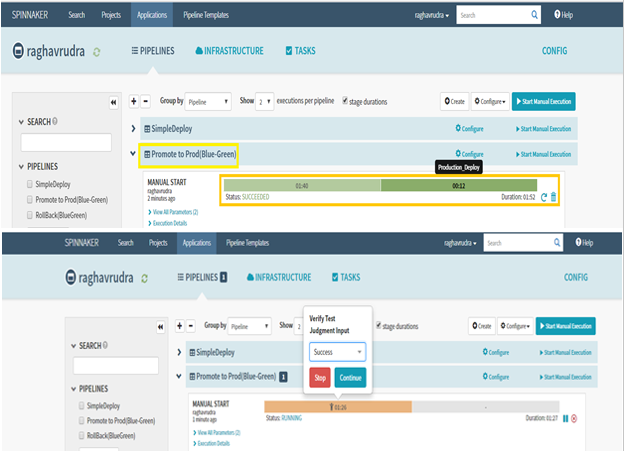 SPINNAKER Search Projects Applications Pipeline Templates raghavrudra Search Help
raghavrudra PIPELINES INFRASTRUCTURE TASKS CONFIG
Group by Pipeline Show 2 executions per pipeline stage durations Create Configure Start Manual Execution
SEARCH
SimpleDeploy Configure Start Manual Execution
Promote to Prod(Blue-Green) Configure Start Manual Execution
PIPELINES
Production_Deploy
SimpleDeploy
Promote to Prod(Blue-Green)
RollBack(BlueGreen)
MANUAL START
raghavrudra
2 minutes ago
View All Parameters (2)
Execution Details
01:40 00:12
Status: SUCCEEDED Duration: 01:52
SPINNAKER Search Projects Applications Pipeline Templates raghavrudra Search Help
raghavrudra PIPELINES 1 INFRASTRUCTURE TASKS CONFIG
Group by Pipeline Show 2 stage durations Create Configure Start Manual Execution
Verify Test
Judgment Input
Success
Stop Continue
SEARCH
SimpleDeploy Configure Start Manual Execution
Promote to Prod(Blue-Green) 1 Configure Start Manual Execution
PIPELINES
SimpleDeploy
Promote to Prod(Blue-Green)
RollBack(BlueGreen)
MANUAL START
raghavrudra
1 minute ago
View All Parameters (2)
Execution Details
01:26 -
Status: RUNNING Duration: 01:27